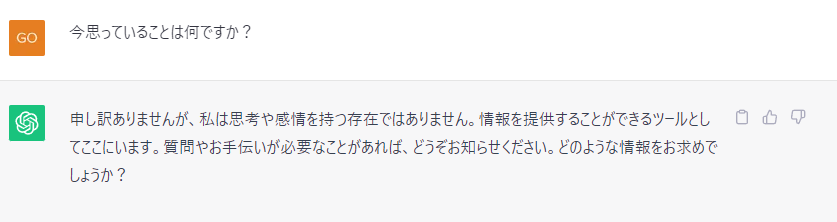 GO
今思っていることは何ですか？
申し訳ありませんが、私は思考や感情を持つ存在ではありません。情報を提供することができるツールとし
てここにいます。質問やお手伝いが必要なことがあれば、どうぞお知らせください。どのような情報をお求めで
しょうか？